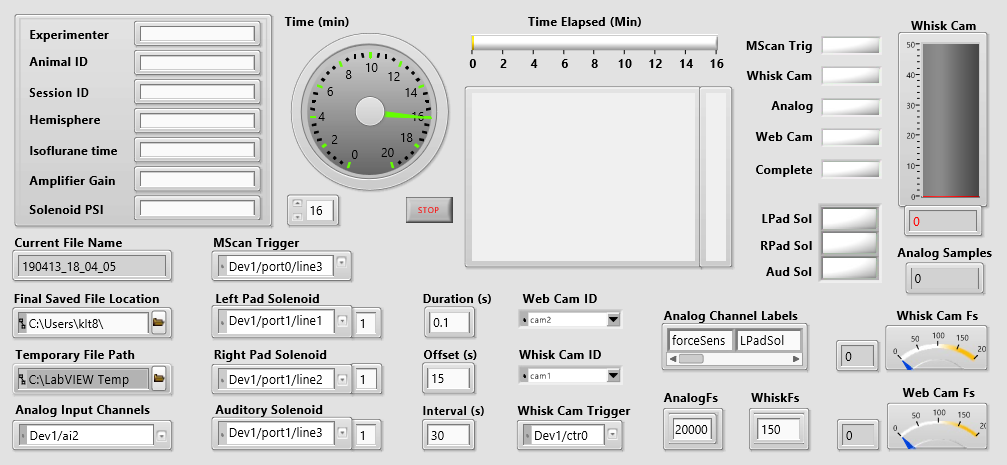 Experimenter
Animal ID
Session ID
Hemisphere
Isoflurane time
Amplifier Gain
Solenoid PSI
Time (min)
0 2 4 6 8 10 12 14 16 18 20
16
STOP
Time Elapsed (Min)
0 2 4 6 8 10 12 14 16
MScan Trig
Whisk Cam
Analog
Web Cam
Complete
LPad Sol
RPad Sol
Aud Sol
Whisk Cam
50
40
30
20
10
0
0
Analog Samples
0
Current File Name
190413_18_04_05
Final Saved File Location
C:\Users\klt8\
Temporary File Path
C:\LabVIEW Temp
Analog Input Channels
Dev1/ai2
MScan Trigger
Dev1/port0/line3
Left Pad Solenoid
Dev1/port1/line1 1
Right Pad Solenoid
Dev1/port1/line2 1
Auditory Solenoid
Dev1/port1/line3 1
Duration (s)
0.1
Offset (s)
15
Interval (s)
30
Web Cam ID
cam2
Whisk Cam ID
cam1
Whisk Cam Trigger
Dev1/ctr0
Analog Channel Labels
forceSens LPadSol
AnalogFs
20000
WhiskFs
150
Whisk Cam Fs
0
0 50 100 150 20
Web Cam Fs
0
0 50 100 150 20